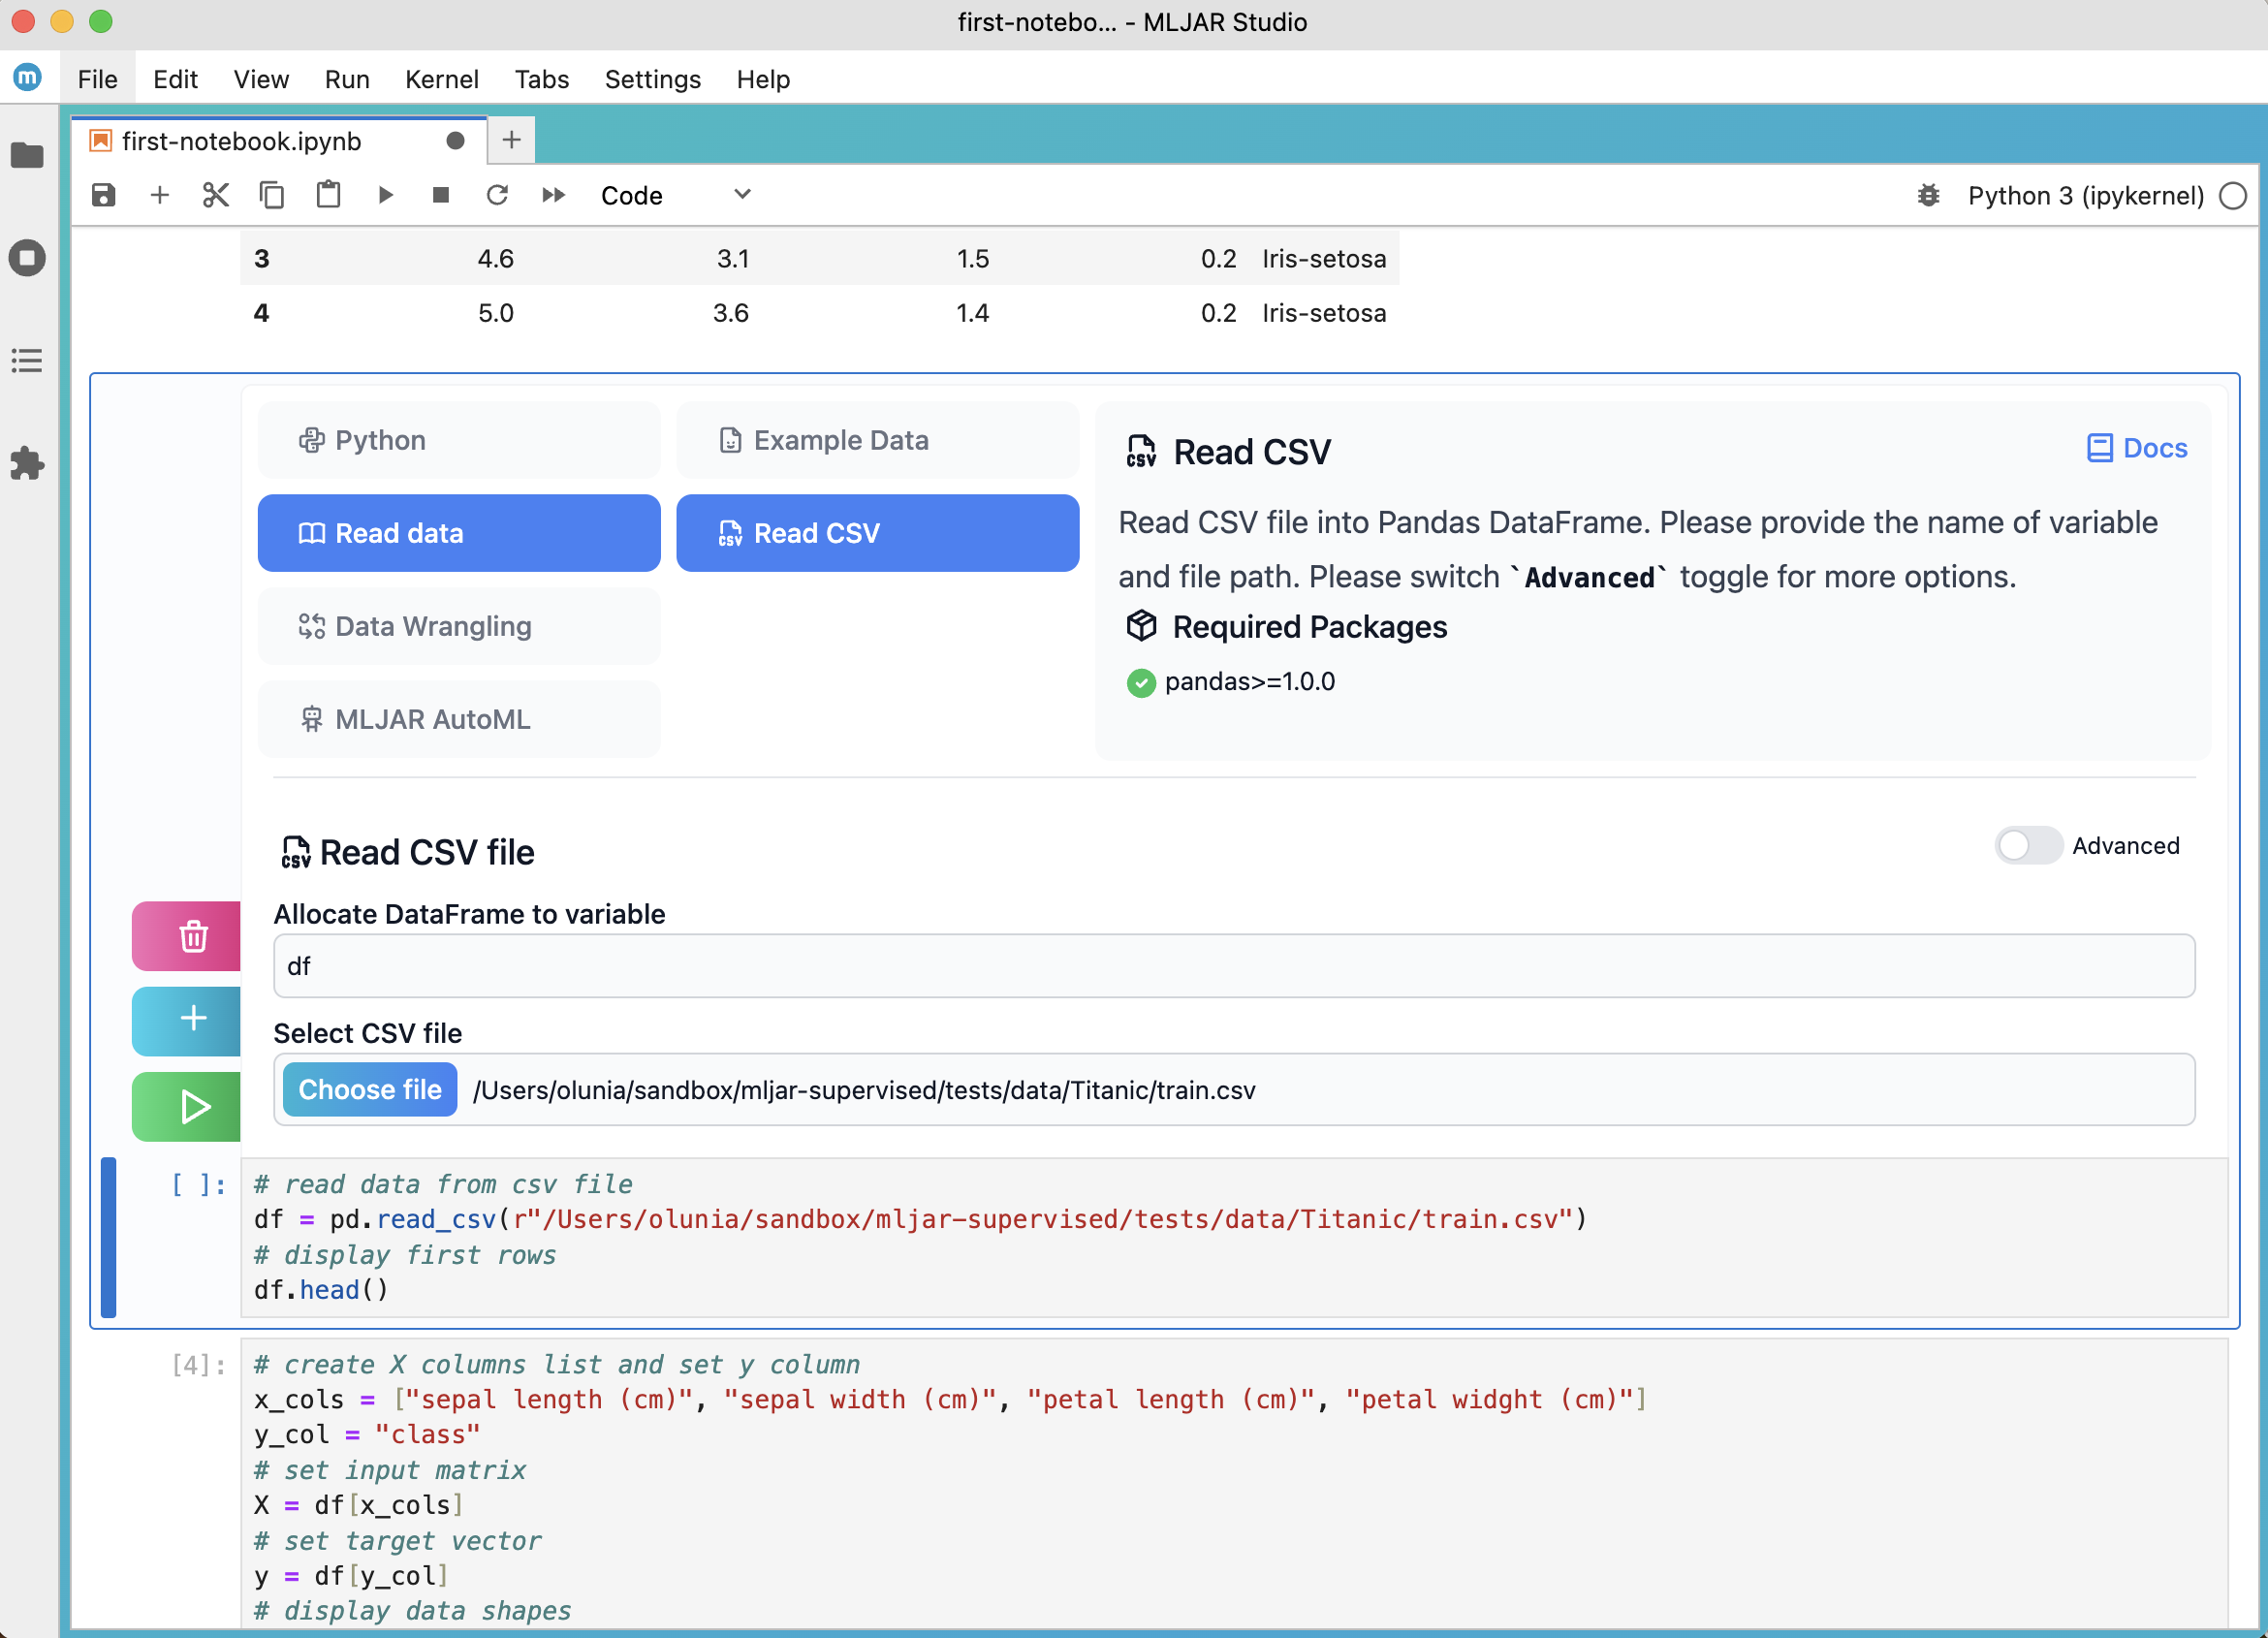 first-notebo... - MLJAR Studio
m File Edit View Run Kernel Tabs Settings Help
first-notebook.ipynb
Code Python 3 (ipykernel)
3 4.6 3.1 1.5 0.2 Iris-setosa
4 5.0 3.6 1.4 0.2 Iris-setosa
Python
Read data
Data Wrangling
MLJAR AutoML
Example Data
CSV Read CSV
CSV Read CSV
Docs
Read CSV file into Pandas DataFrame. Please provide the name of variable
and file path. Please switch `Advanced` toggle for more options.
Required Packages
pandas>=1.0.0
CSV Read CSV file
Advanced
Allocate DataFrame to variable
df
Select CSV file
Choose file /Users/olunia/sandbox/mljar-supervised/tests/data/Titanic/train.csv
[ ]: # read data from csv file
df = pd.read_csv(r"/Users/olunia/sandbox/mljar-supervised/tests/data/Titanic/train.csv")
# display first rows
df.head()
[4]: # create X columns list and set y column
x_cols = ["sepal length (cm)", "sepal width (cm)", "petal length (cm)", "petal widght (cm)"]
y_col = "class"
# set input matrix
X = df[x_cols]
# set target vector
y = df[y_col]
# display data shapes